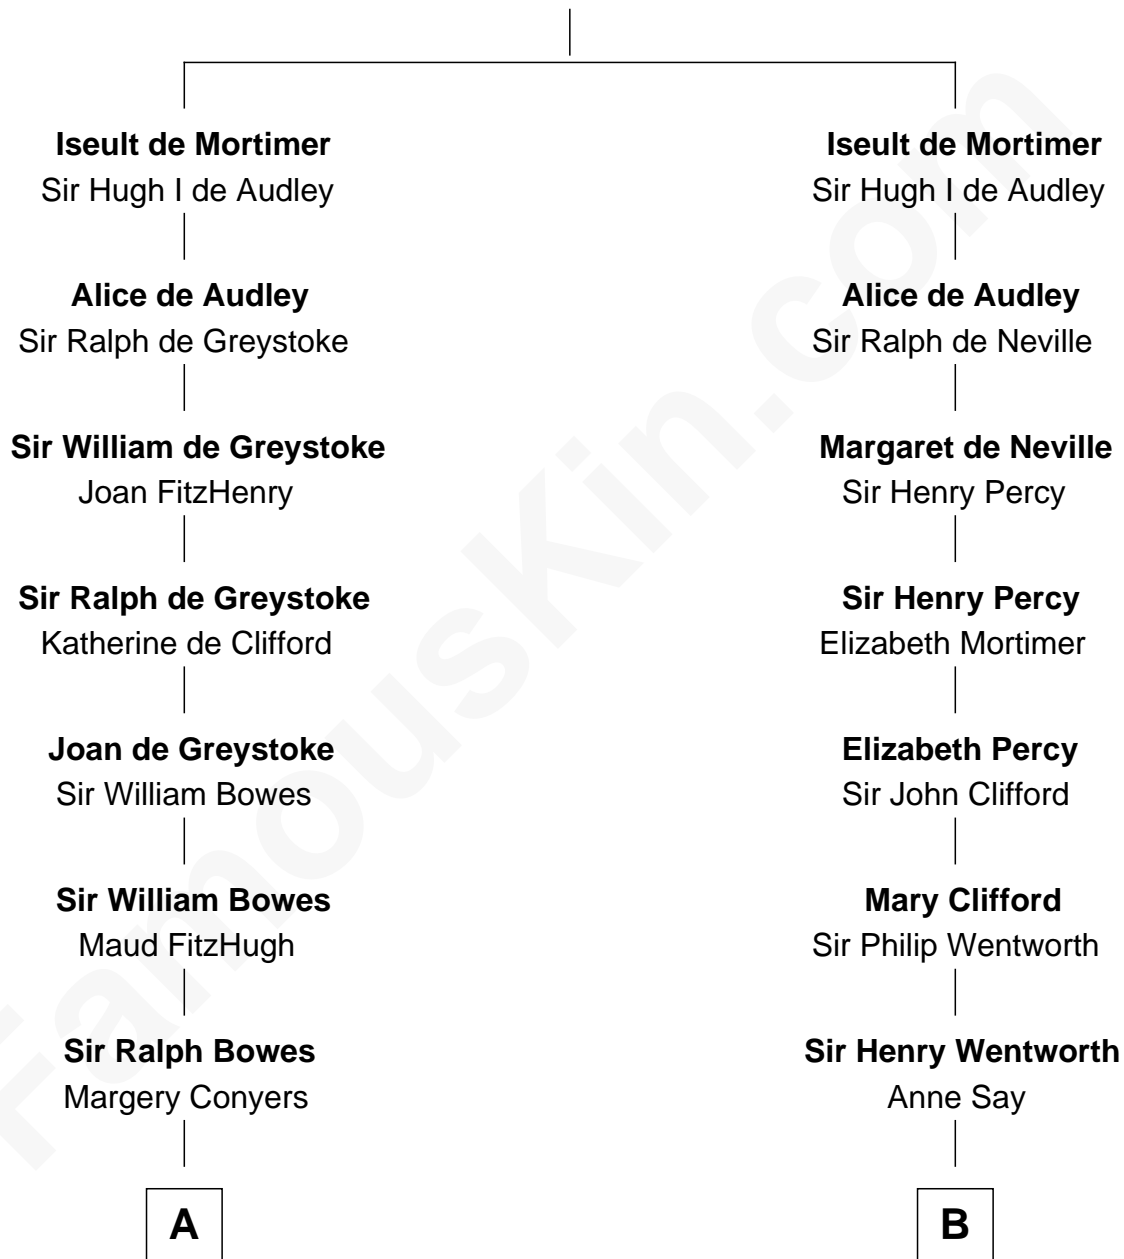 Iseult de Mortimer
Sir Hugh I de Audley
Alice de Audley
Sir Ralph de Greystoke
Sir William de Greystoke
Joan FitzHenry
Sir Ralph de Greystoke
Katherine de Clifford
Joan de Greystoke
Sir William Bowes
Sir William Bowes
Maud FitzHugh
Sir Ralph Bowes
Margery Conyers
A
Iseult de Mortimer
Sir Hugh I de Audley
Alice de Audley
Sir Ralph de Neville
Margaret de Neville
Sir Henry Percy
Sir Henry Percy
Elizabeth Mortimer
Elizabeth Percy
Sir John Clifford
Mary Clifford
Sir Philip Wentworth
Sir Henry Wentworth
Anne Say
B
FamousKin.com